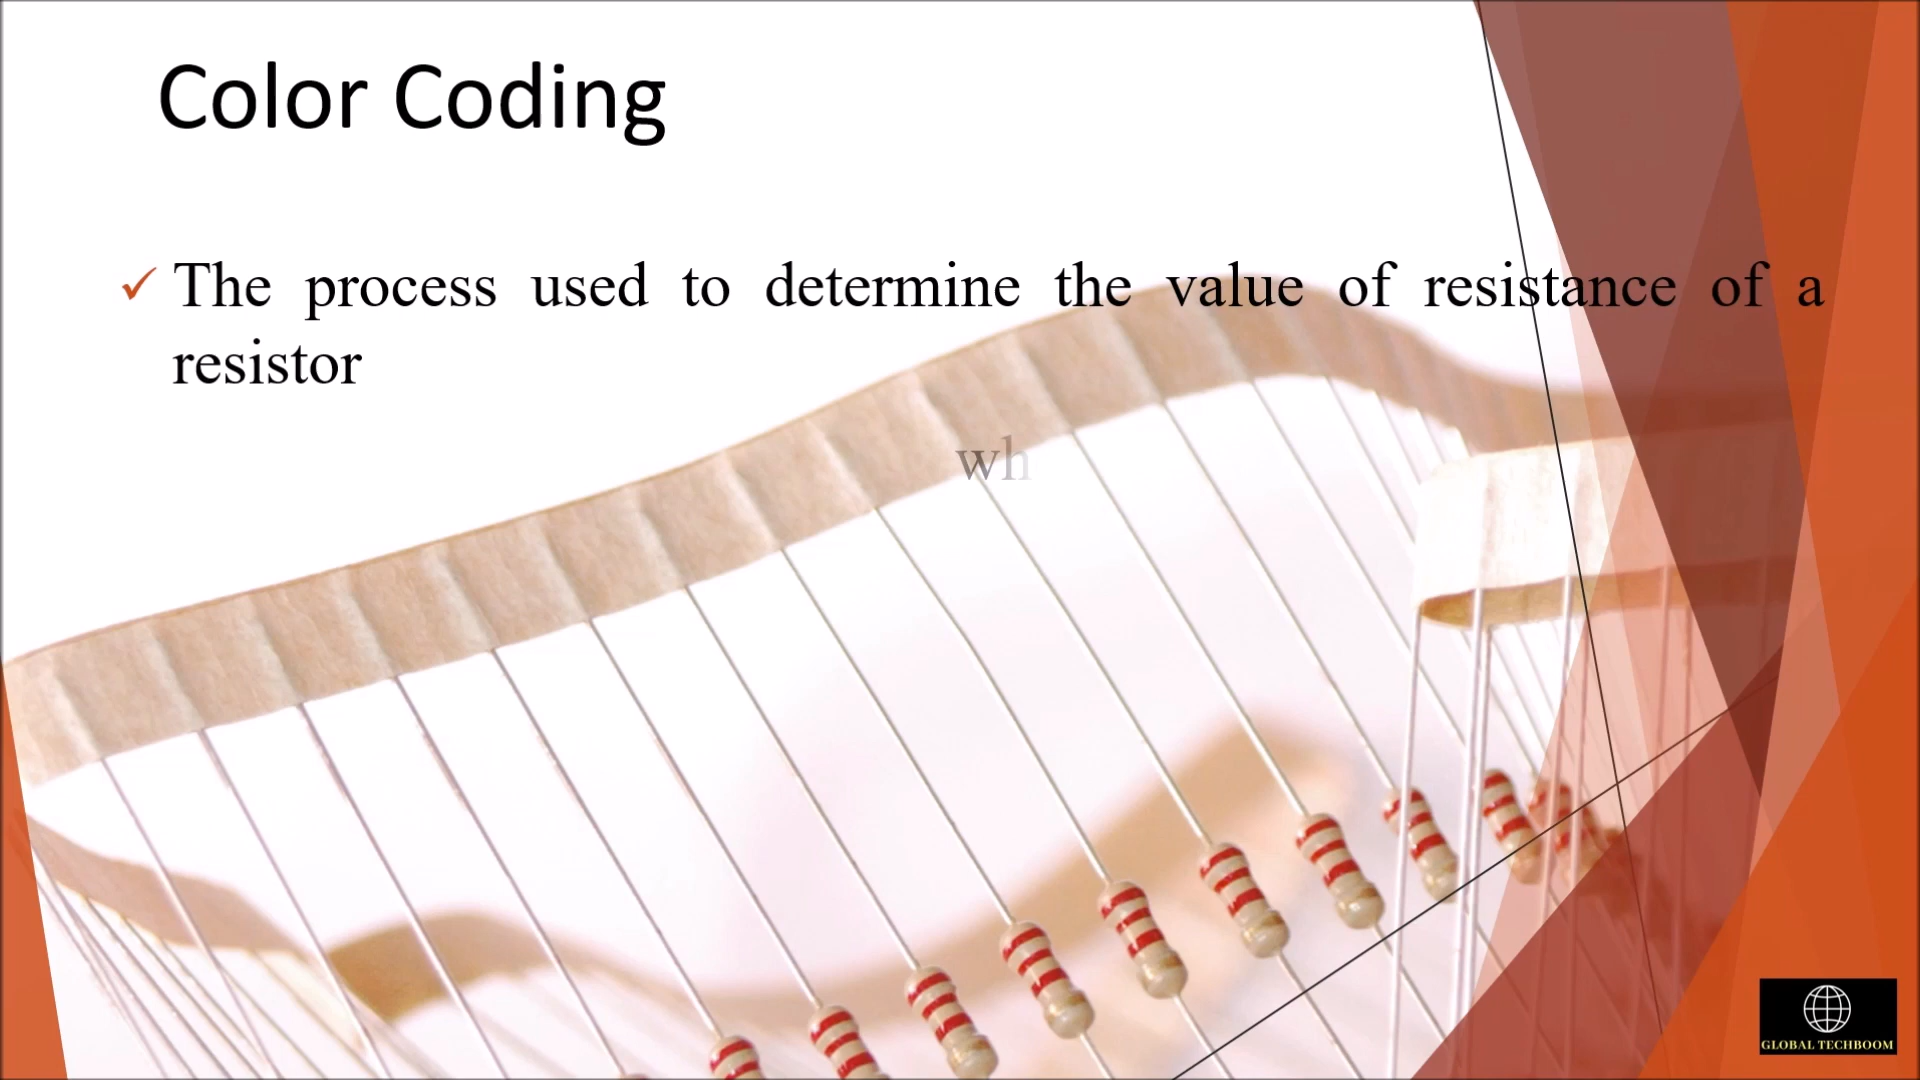 Color Coding
✓ The process used to determine the value of resistance of a
resistor
wh
GLOBAL TECHBOOM